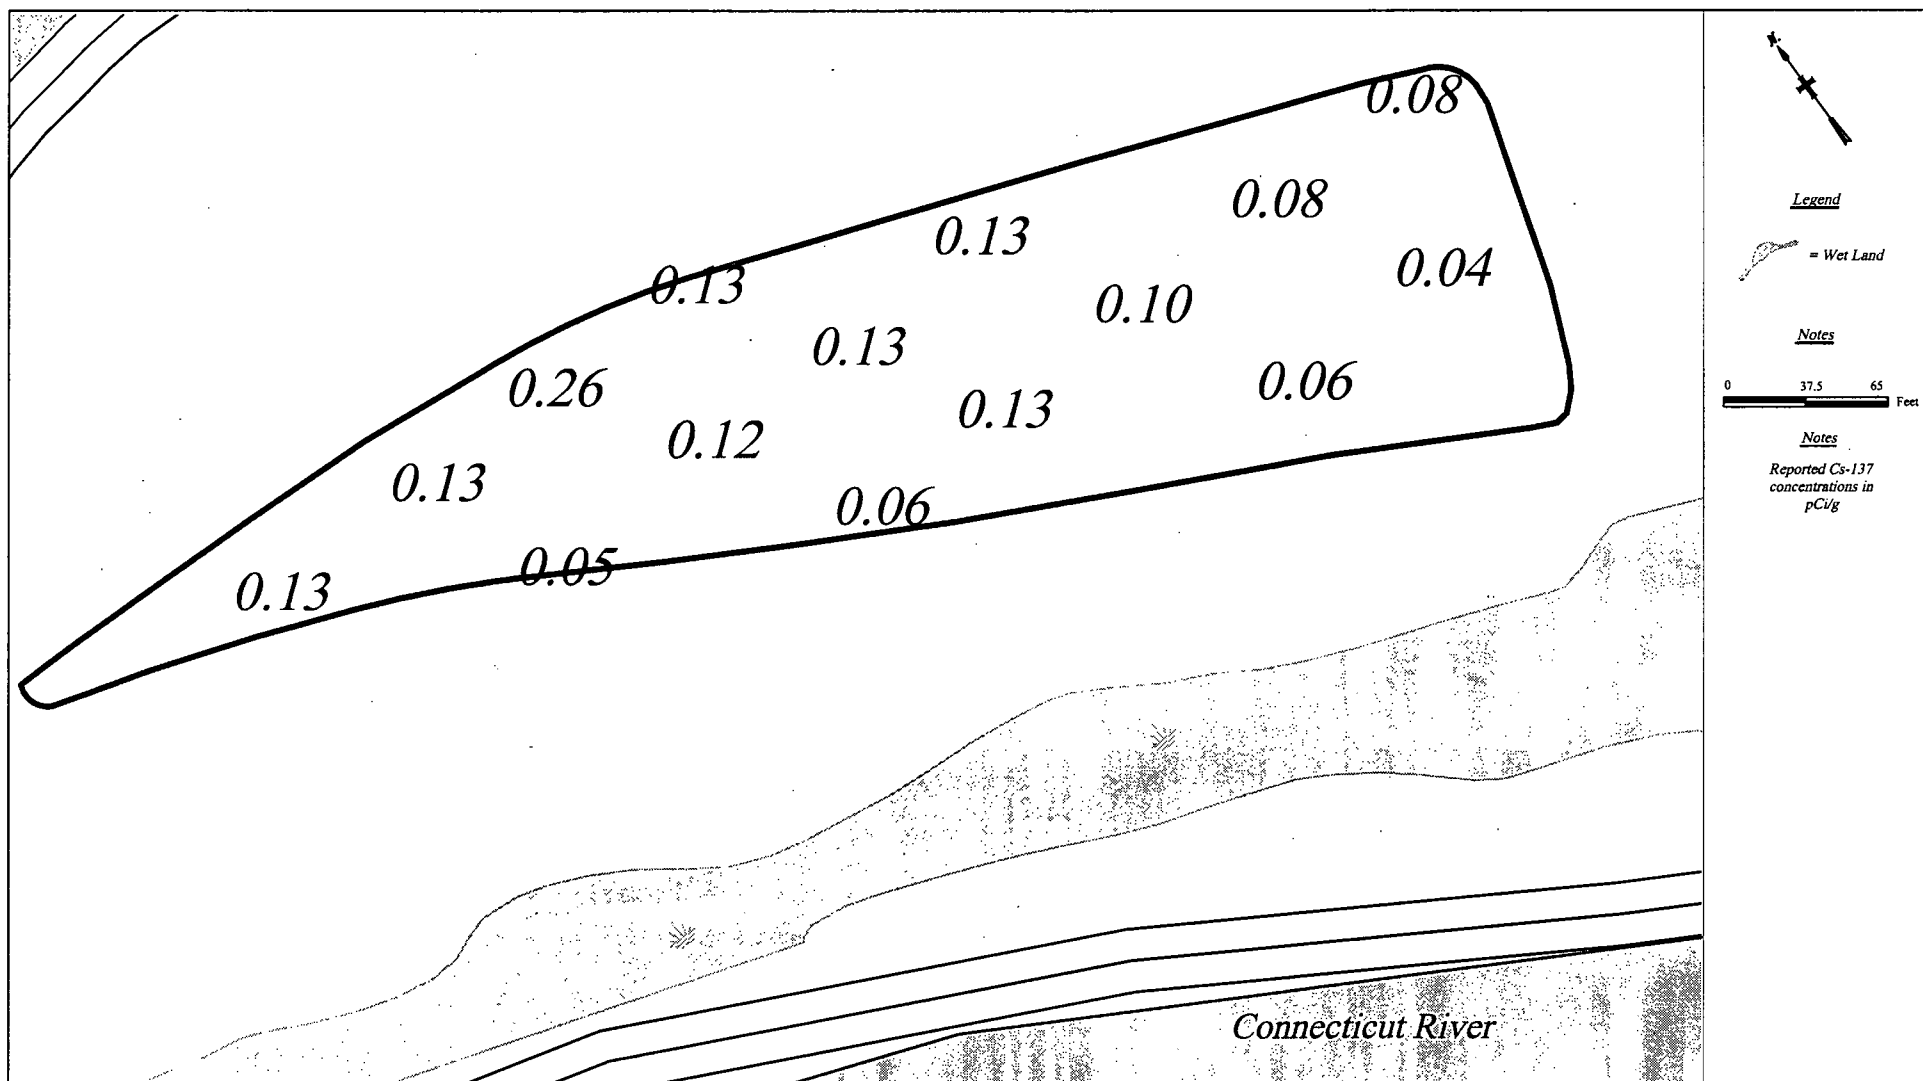 0.08
0.08
0.13
0.04
0.13
0.10
0.13
0.06
0.26
0.13
0.12
0.13
0.06
0.05
0.13
Connecticut River
N
Legend
= Wet Land
Notes
0 37.5 65
Feet
Notes
Reported Cs-137
concentrations in
pCi/g